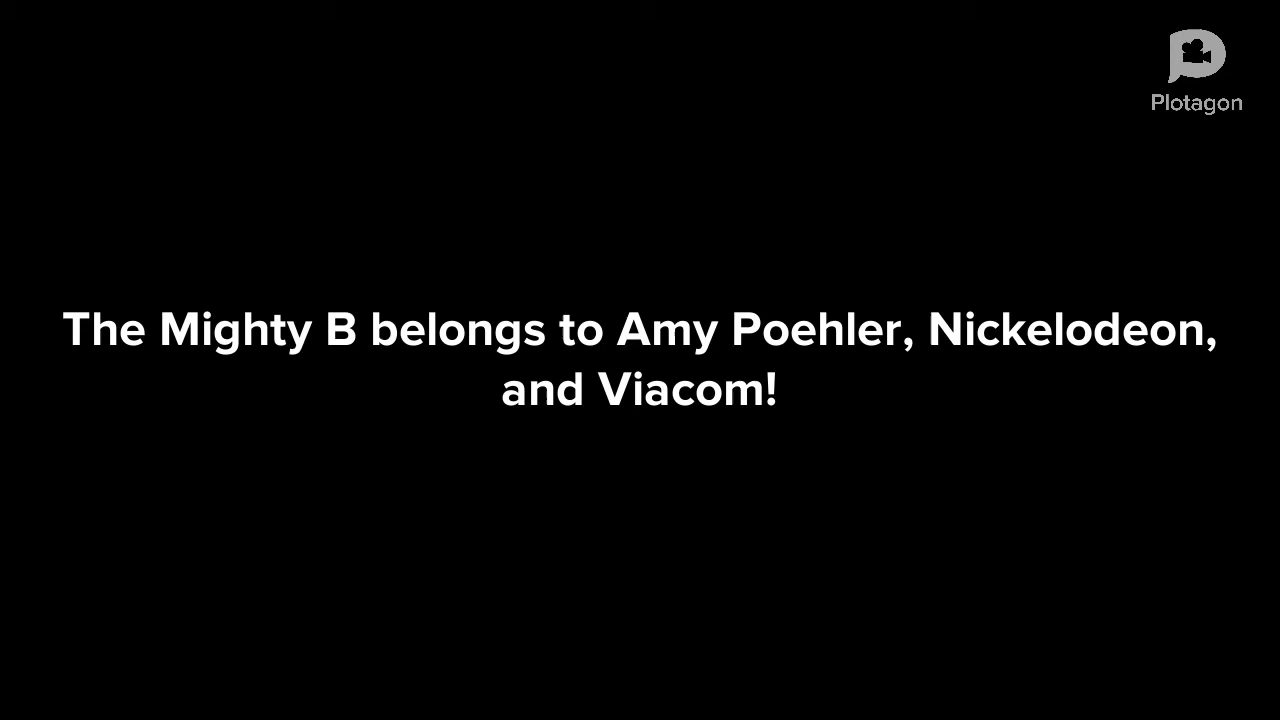 Plotagon
The Mighty B belongs to Amy Poehler, Nickelodeon,
and Viacom!